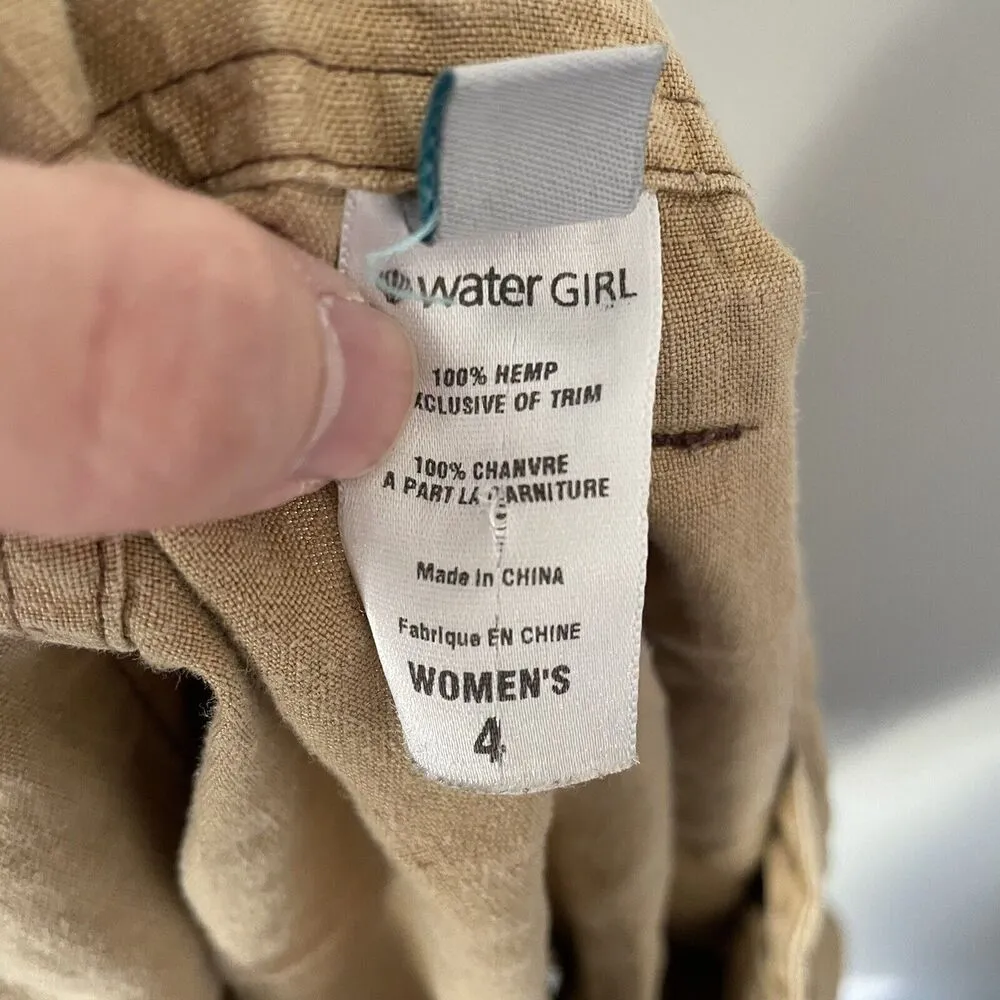 water GIRL
100% HEMP
XCLUSIVE OF TRIM
100% CHANVRE
A PART LA GARNITURE
Made In CHINA
Fabrique EN CHINE
WOMEN'S
4